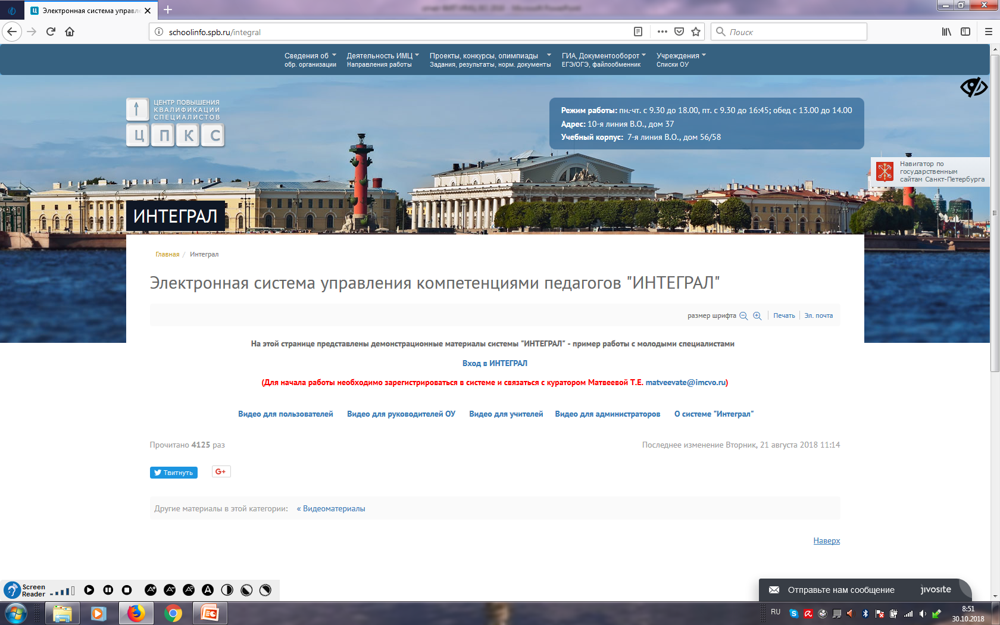 Электронная система управле
schoolinfo.spb.ru/integral
Поиск
Сведения об
обр. организации
Деятельность ИМЦ
Направления работы
Проекты, конкурсы, олимпиады
Задания, результаты, норм. документы
ГИА, Документооборот
ЕГЭ/ОГЭ, файлообменник
Учреждения
Списки ОУ
ЦЕНТР ПОВЫШЕНИЯ
КВАЛИФИКАЦИИ
СПЕЦИАЛИСТОВ
ЦПКС
Режим работы: пн.-чт. с 9.30 до 18.00, пт. с 9.30 до 16:45; обед с 13.00 до 14.00
Адрес: 10-я линия В.О., дом 37
Учебный корпус: 7-я линия В.О., дом 56/58
Навигатор по
государственным
сайтам Санкт-Петербурга
ИНТЕГРАЛ
Главная / Интеграл
Электронная система управления компетенциями педагогов "ИНТЕГРАЛ"
размер шрифта Печать Эл. почта
На этой странице представлены демонстрационные материалы системы "ИНТЕГРАЛ" - пример работы с молодыми специалистами
Вход в ИНТЕГРАЛ
(Для начала работы необходимо зарегистрироваться в системе и связаться с куратором Матвеевой Т.Е. matveevate@imcvo.ru)
Видео для пользователей Видео для руководителей ОУ Видео для учителей Видео для администраторов О системе "Интеграл"
Прочитано 4125 раз
Последнее изменение Вторник, 21 августа 2018 11:14
Твитнуть
G+
Другие материалы в этой категории: « Видеоматериалы
Наверх
Screen
Reader
Отправьте нам сообщение
jivosite
RU
8:51
30.10.2018